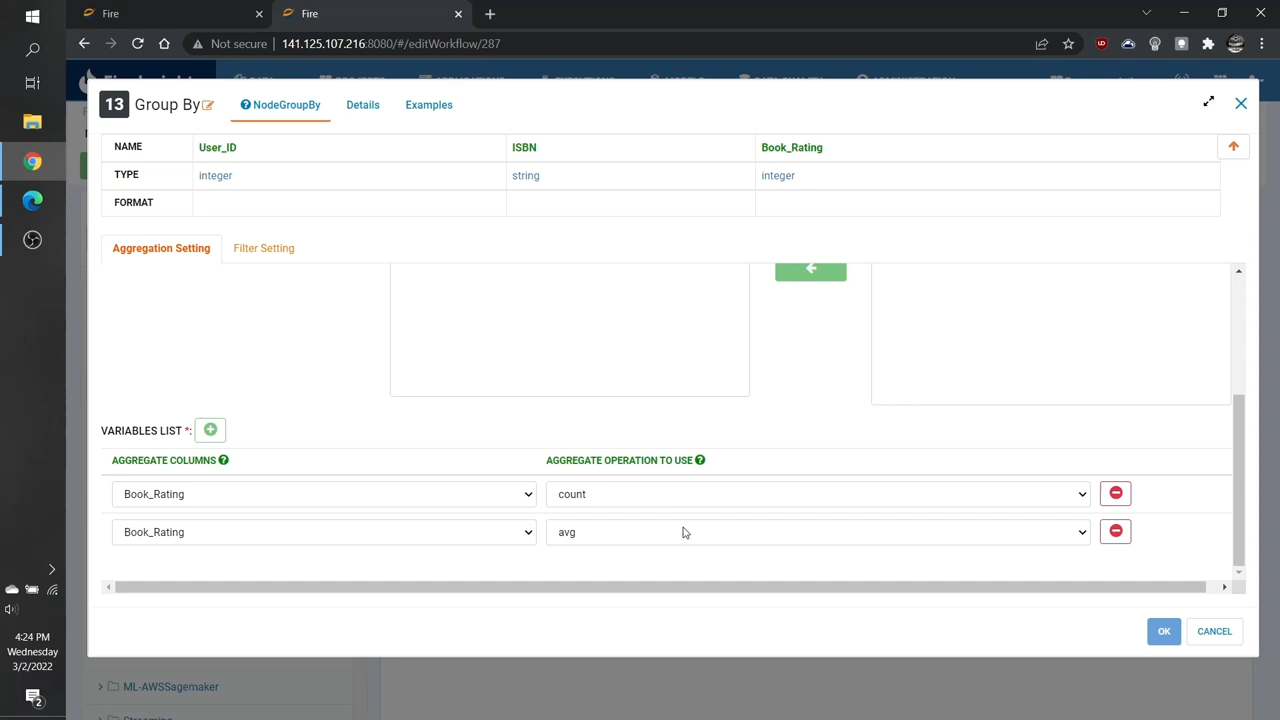 Fire
Fire
Not secure
141.125.107.216:8080/#/editWorkflow/287
13 Group By
NodeGroupBy
Details
Examples
NAME
User_ID
ISBN
Book_Rating
TYPE
integer
string
integer
FORMAT
Aggregation Setting
Filter Setting
VARIABLES LIST *:
AGGREGATE COLUMNS
AGGREGATE OPERATION TO USE
Book_Rating
count
Book_Rating
avg
OK
CANCEL
4:24 PM
Wednesday
3/2/2022
2
ML-AWSSagemaker